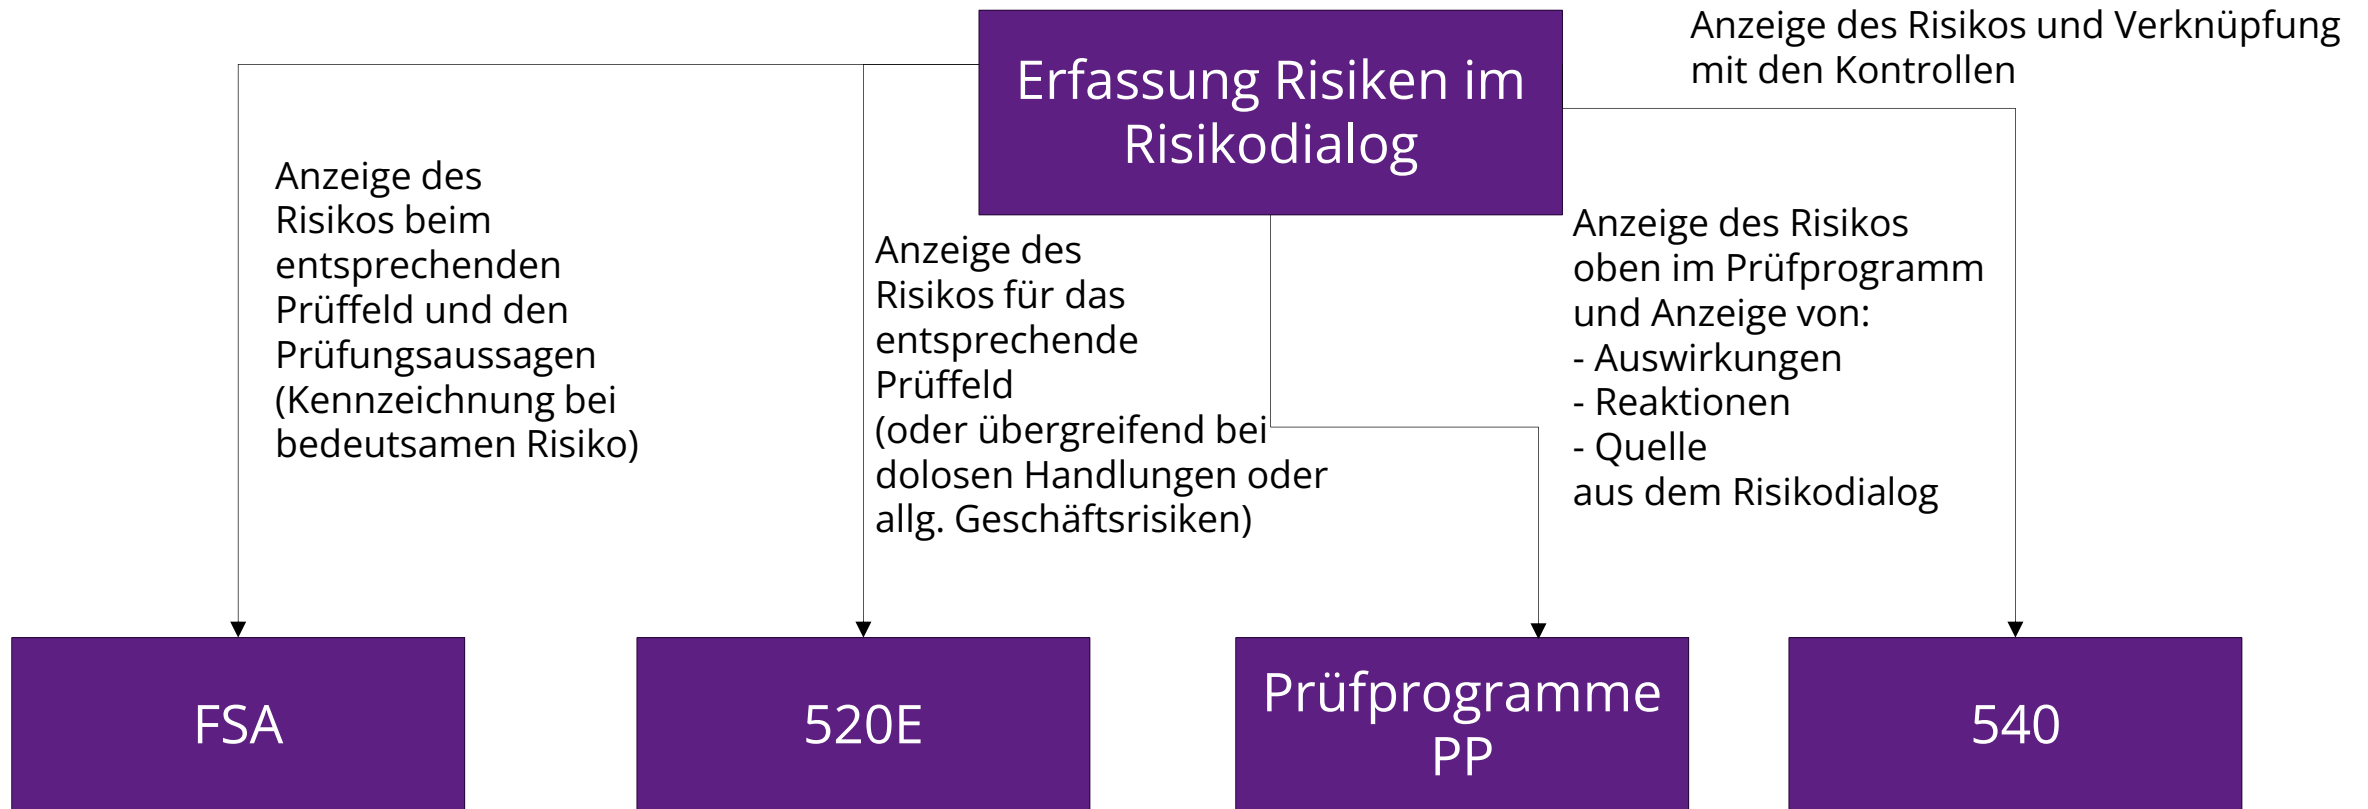 Erfassung Risiken im
Risikodialog
Anzeige des Risikos und Verknüpfung
mit den Kontrollen
Anzeige des
Risikos beim
entsprechenden
Prüffeld und den
Prüfungsaussagen
(Kennzeichnung bei
bedeutsamen Risiko)
Anzeige des
Risikos für das
entsprechende
Prüffeld
(oder übergreifend bei
dolosen Handlungen oder
allg. Geschäftsrisiken)
Anzeige des Risikos
oben im Prüfprogramm
und Anzeige von:
- Auswirkungen
- Reaktionen
- Quelle
aus dem Risikodialog
FSA
520E
Prüfprogramme
PP
540